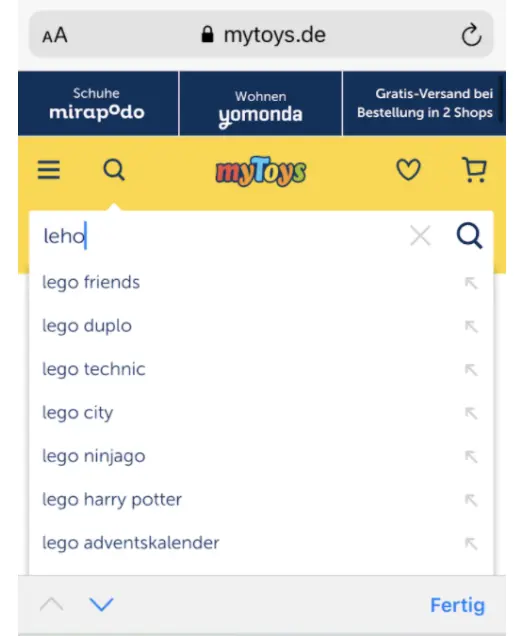 AA mytoys.de
Schuhe
mirapodo
Wohnen
yomonda
Gratis-Versand bei
Bestellung in 2 Shops
myToys
leho
lego friends
lego duplo
lego technic
lego city
lego ninjago
lego harry potter
lego adventskalender
Fertig